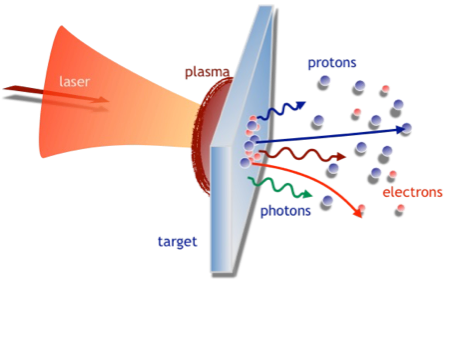 protons
plasma
laser
electrons
photons
target